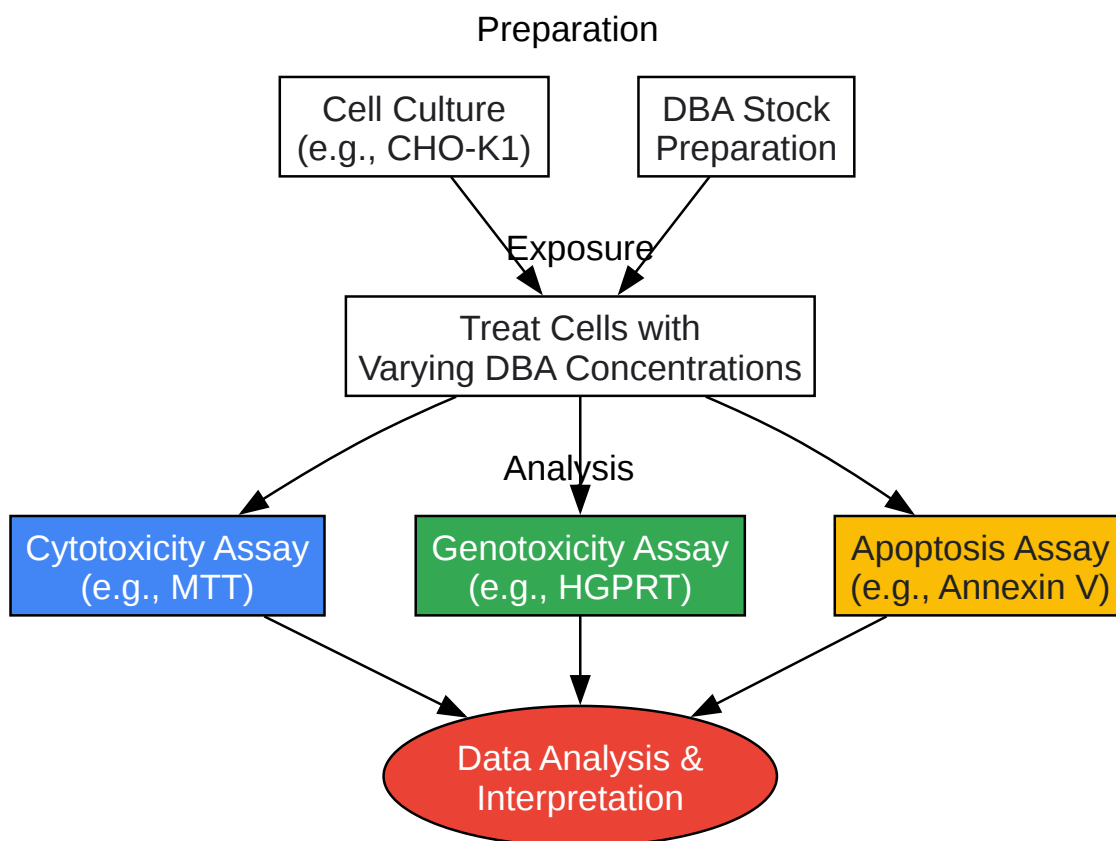 Preparation
Cell Culture
(e.g., CHO-K1)
DBA Stock
Preparation
Exposure
Treat Cells with
Varying DBA Concentrations
Analysis
Cytotoxicity Assay
(e.g., MTT)
Genotoxicity Assay
(e.g., HGPRT)
Apoptosis Assay
(e.g., Annexin V)
Data Analysis &
Interpretation